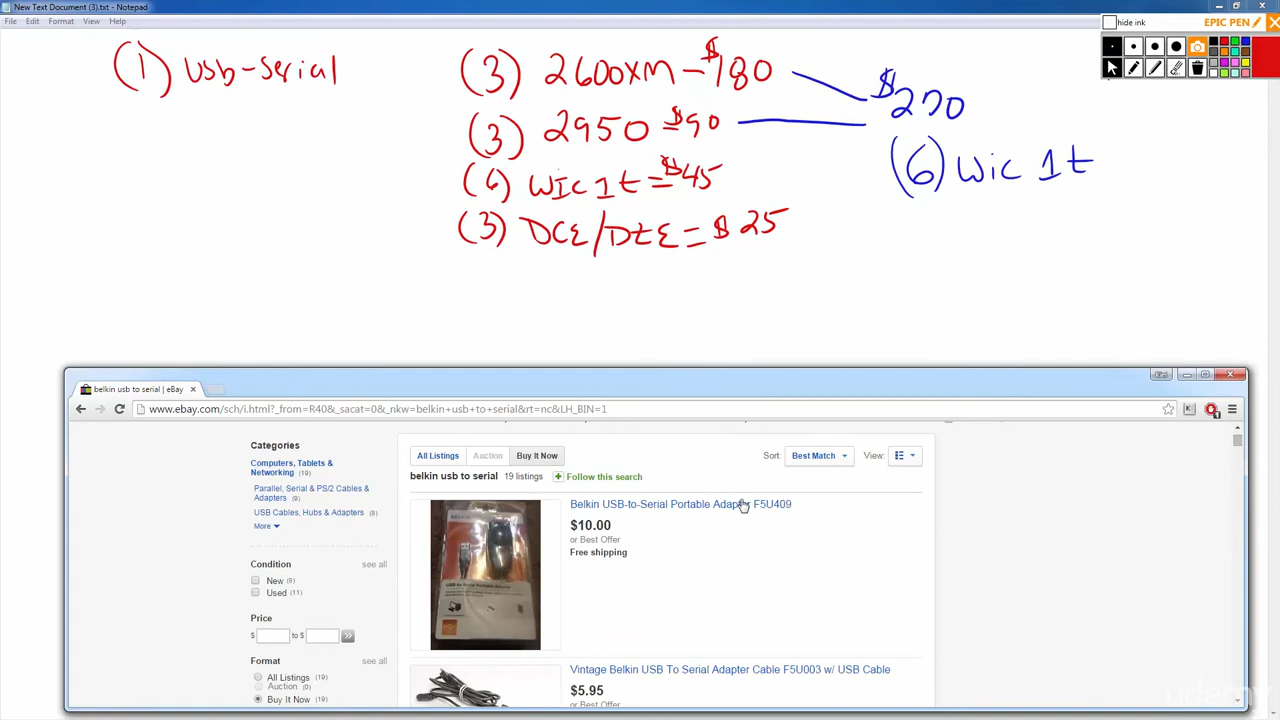 New Text Document (3).txt - Notepad
File Edit Format View Help
hide ink
EPIC PEN
(1) Usb-Serial
(3) 2600XM - $180
(3) 2950 = $90
(6) Wic 1t = $45
(3) DCE/DtE = $25
$270
(6) Wic 1t
belkin usb to serial | eBay
www.ebay.com/sch/i.html?_from=R40&_sacat=0&_nkw=belkin+usb+to+serial&rt=nc&LH_BIN=1
Categories
Computers, Tablets &
Networking (19)
Parallel, Serial & PS/2 Cables &
Adapters (9)
USB Cables, Hubs & Adapters (8)
More
Condition
see all
New (8)
Used (11)
Price
$ to $
Format
see all
All Listings (19)
Auction (0)
Buy It Now (19)
All Listings Auction Buy It Now
Sort: Best Match View:
belkin usb to serial 19 listings Follow this search
Belkin USB-to-Serial Portable Adapter F5U409
$10.00
or Best Offer
Free shipping
Vintage Belkin USB To Serial Adapter Cable F5U003 w/ USB Cable
$5.95
or Best Offer
udemy